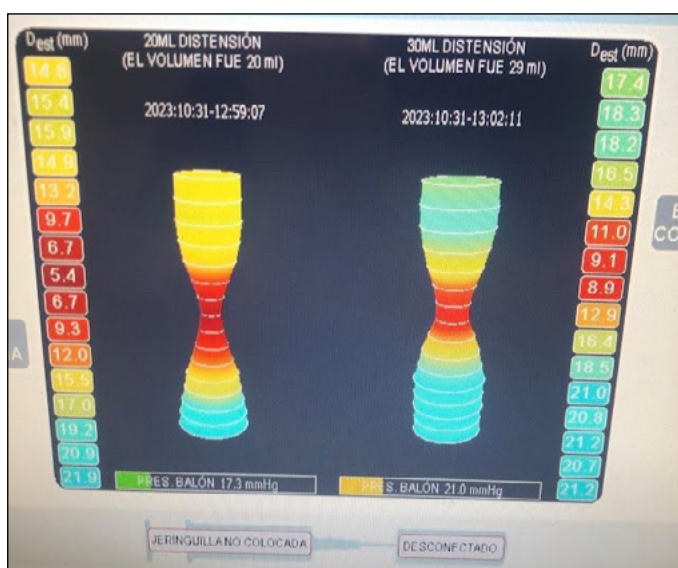 Dest (mm)
20ML DISTENSIÓN
(EL VOLUMEN FUE 20 ml)
2023:10:31-12:59:07
14.8
15.4
15.9
14.9
13.2
9.7
6.7
5.4
6.7
9.3
12.0
15.5
17.0
19.2
20.9
21.9
PRES. BALÓN 17.3 mmHg
30ML DISTENSIÓN
(EL VOLUMEN FUE 29 ml)
2023:10:31-13:02:11
Dest (mm)
17.4
18.3
18.2
16.5
14.3
11.0
9.1
8.9
12.9
16.4
18.5
21.0
20.8
21.2
20.7
21.2
PRES. BALÓN 21.0 mmHg
A
E
CO
JERINGUILLA NO COLOCADA
DESCONECTADO